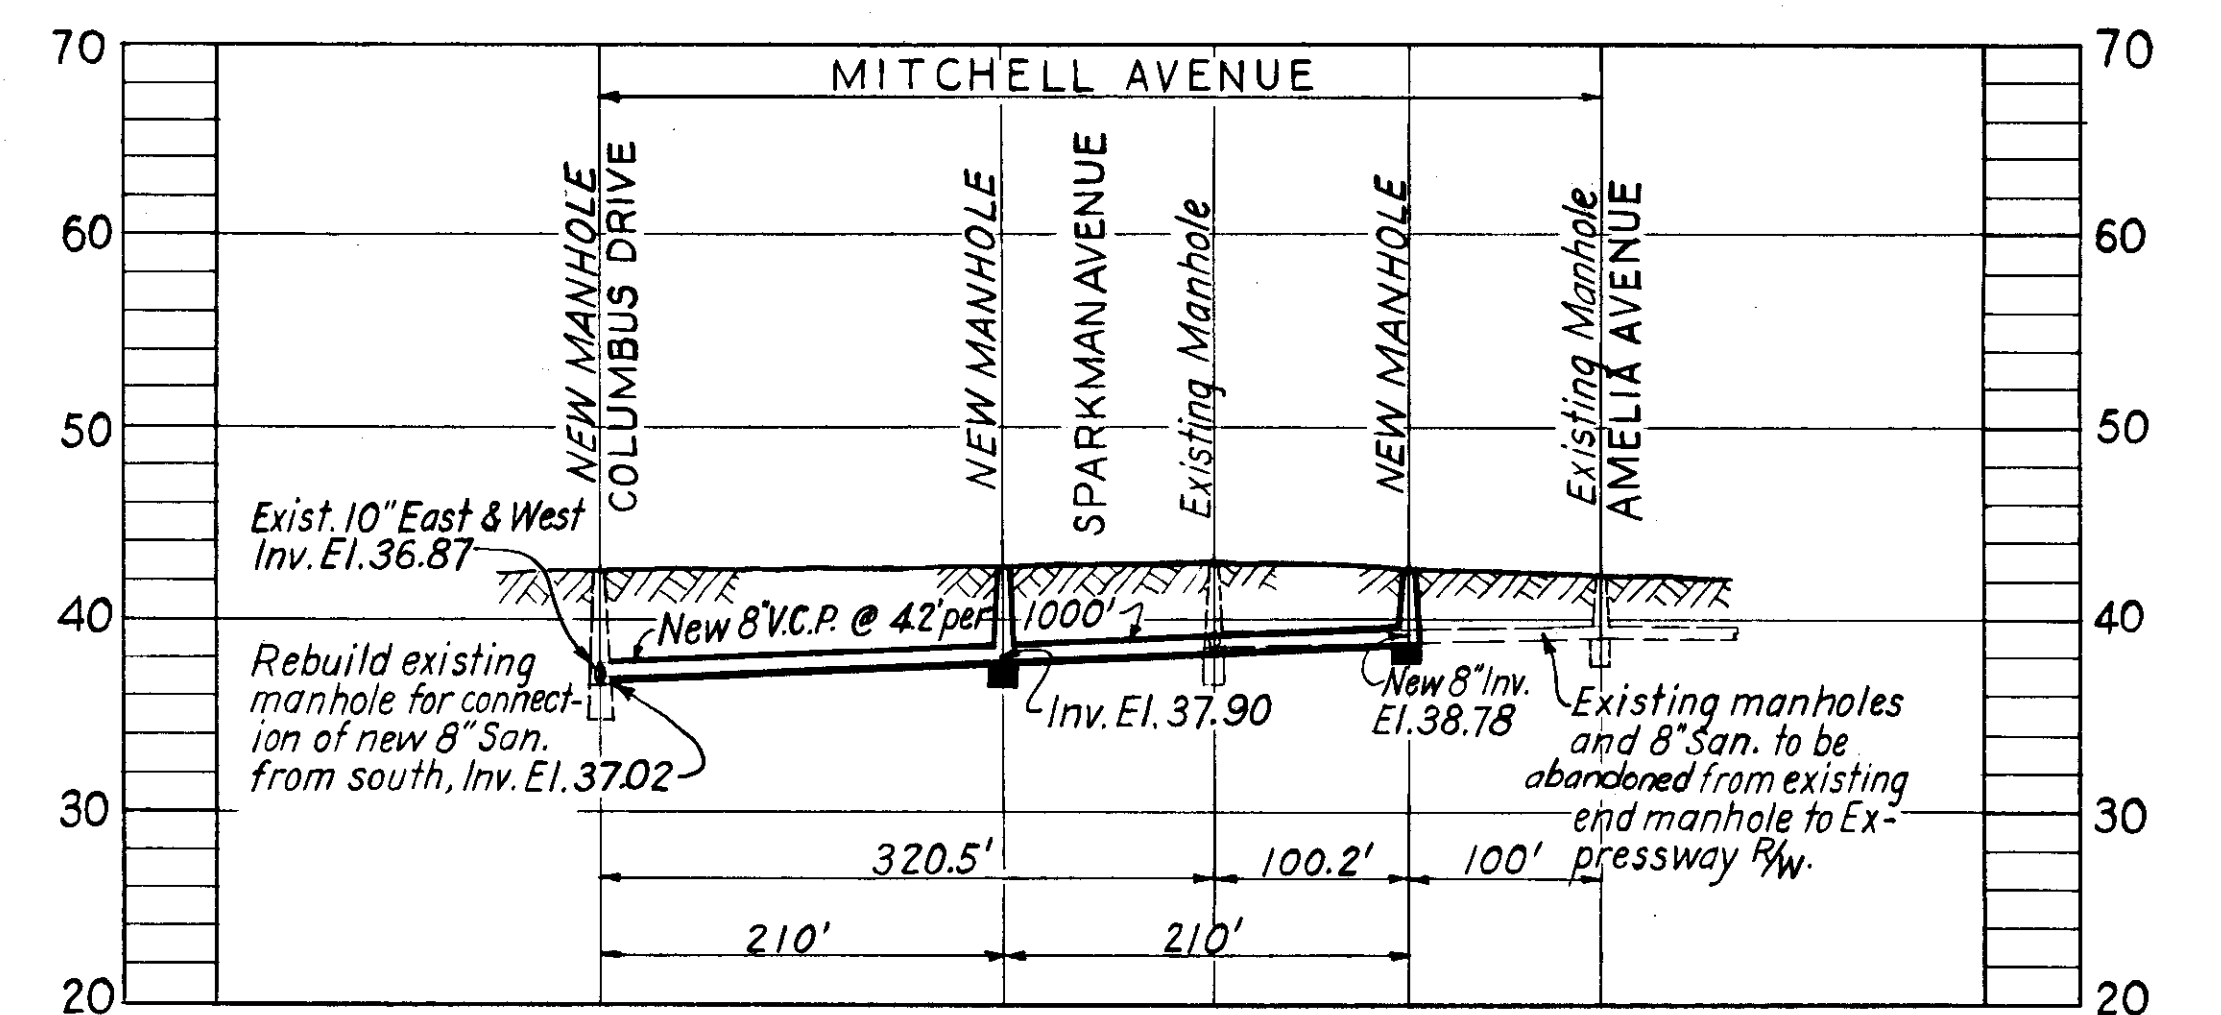 70
70
MITCHELL AVENUE
NEW MANHOLE
COLUMBUS DRIVE
NEW MANHOLE
SPARKMAN AVENUE
Existing Manhole
NEW MANHOLE
Existing Manhole
AMELIA AVENUE
60
60
50
50
Exist. 10" East & West
Inv. El. 36.87
40
40
New 8" V.C.P. @ 4.2' per 1000'
Rebuild existing
manhole for connect-
ion of new 8" San.
from south, Inv. El. 37.02
Inv. El. 37.90
New 8" Inv.
El. 38.78
Existing manholes
and 8" San. to be
abandoned from existing
end manhole to Ex-
pressway R/W.
30
30
320.5'
100.2'
100'
210'
210'
20
20